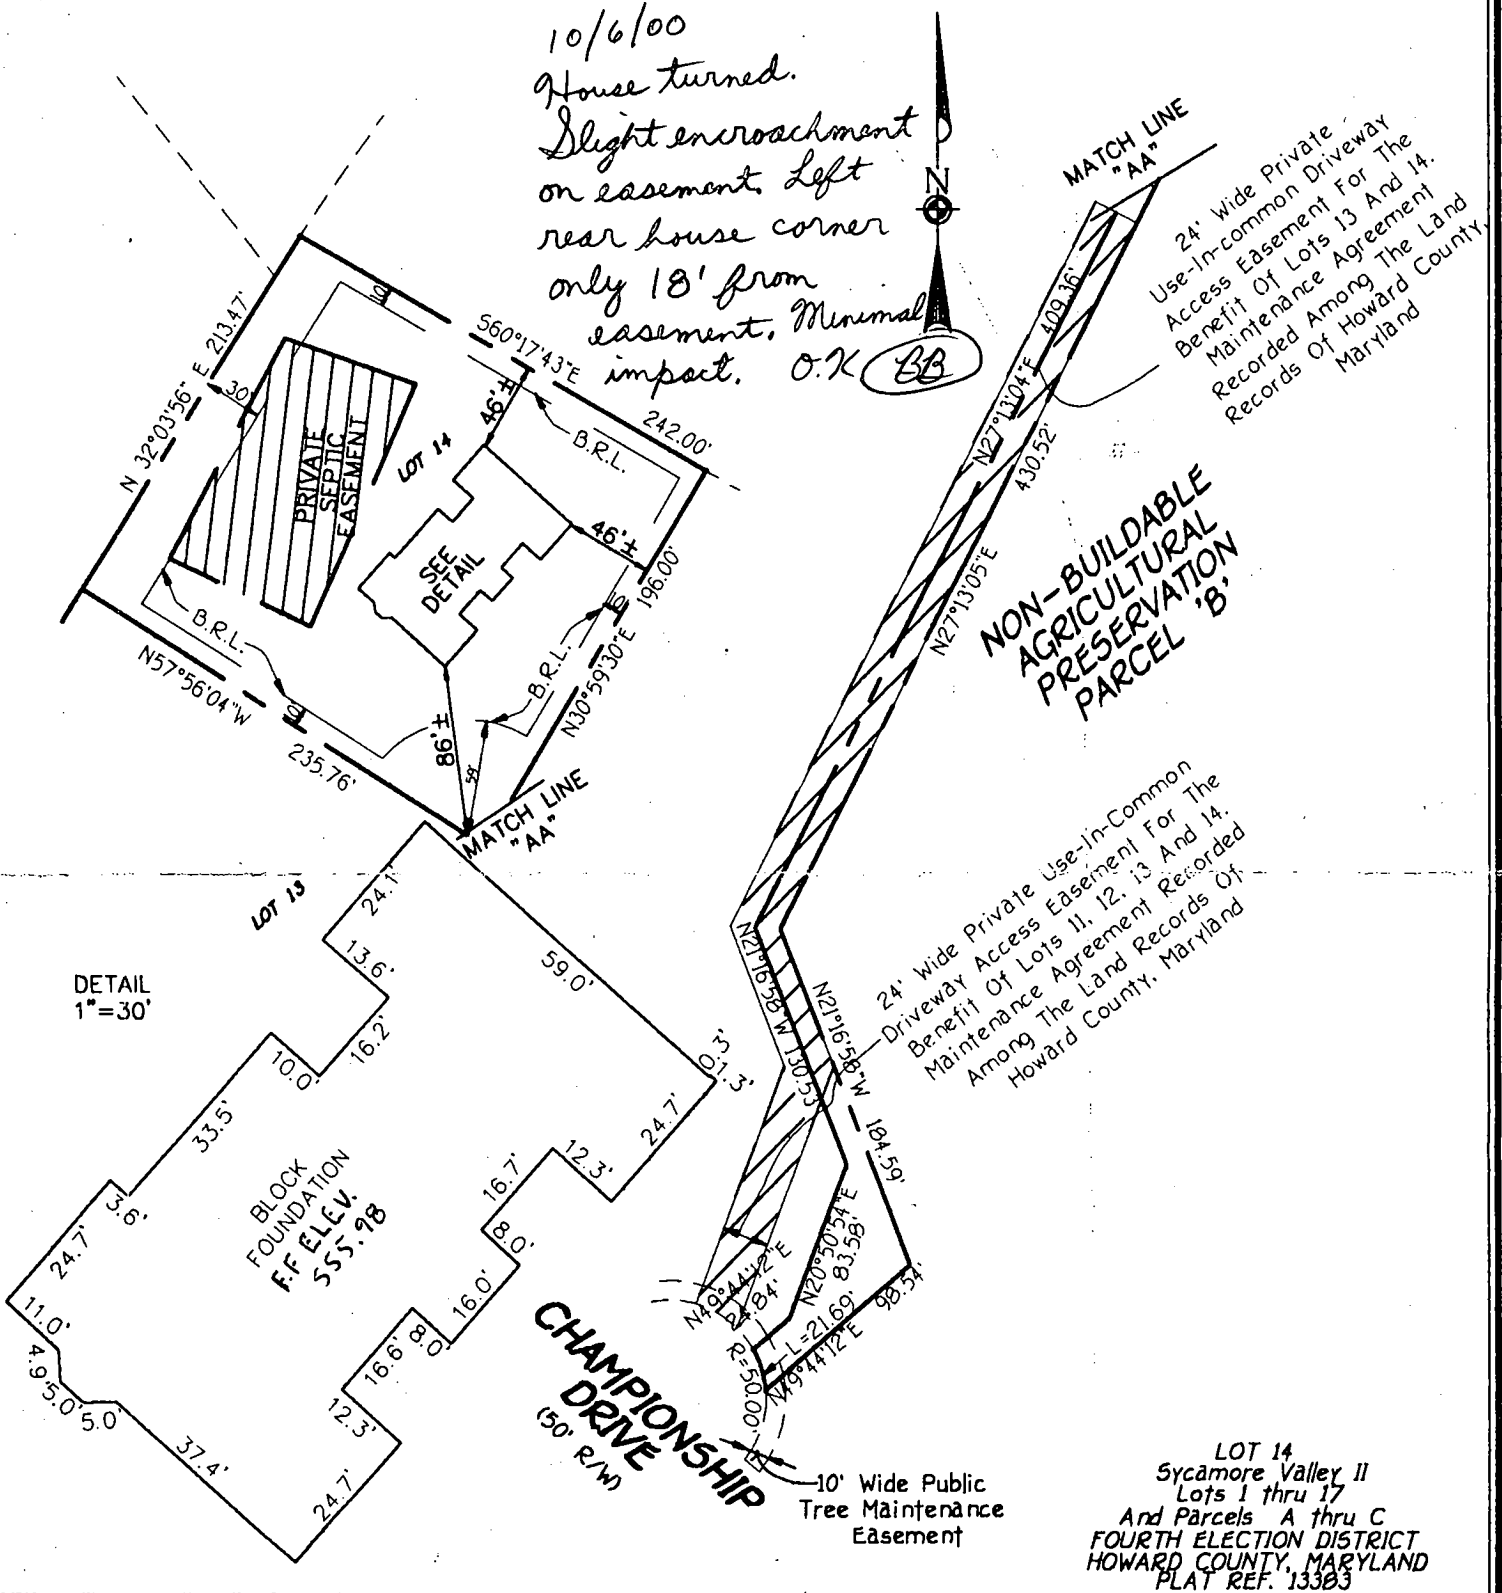 10/6/00
House turned.
Slight encroachment
on easement. Left
rear house corner
only 18' from
easement. Minimal
impact. O.K BB
N
MATCH LINE
"AA"
24' Wide Private
Use-In-common Driveway
Access Easement For The
Benefit Of Lots 13 And 14.
Maintenance Agreement
Recorded Among The Land
Records Of Howard County,
Maryland
N 32°03'56" E 213.47'
S60°17'43"E
242.00'
10'
30'
46'±
B.R.L.
LOT 14
PRIVATE
SEPTIC
EASEMENT
SEE
DETAIL
46'±
196.00'
10'
N30°59'30"E
B.R.L.
B.R.L.
N57°56'04"W
10'
235.76'
86'±
59'
MATCH LINE
"AA"
409.36'
N27°13'04"E
430.52'
N27°13'05"E
NON-BUILDABLE
AGRICULTURAL
PRESERVATION
PARCEL 'B'
24' Wide Private Use-In-Common
Driveway Access Easement For The
Benefit Of Lots 11, 12, 13 And 14.
Maintenance Agreement Recorded
Among The Land Records Of
Howard County, Maryland
N21°16'58"W 130.53'
N21°16'58"W
184.59'
N20°50'54"E
83.58'
N49°44'12"E
24.84'
L=21.69'
R=50.00'
N49°44'12"E
98.54'
LOT 13
DETAIL
1"=30'
24.1'
13.6'
16.2'
10.0'
33.5'
3.6'
24.7'
11.0'
4.9'
5.0'
5.0'
37.4'
24.7'
12.3'
16.6'
8.0'
16.0'
8.0'
16.7'
12.3'
24.7'
1.3'
0.3'
59.0'
BLOCK
FOUNDATION
F.F ELEV.
555.98
CHAMPIONSHIP
DRIVE
(50' R/W)
10' Wide Public
Tree Maintenance
Easement
LOT 14
Sycamore Valley II
Lots 1 thru 17
And Parcels A thru C
FOURTH ELECTION DISTRICT
HOWARD COUNTY, MARYLAND
PLAT REF. 13383